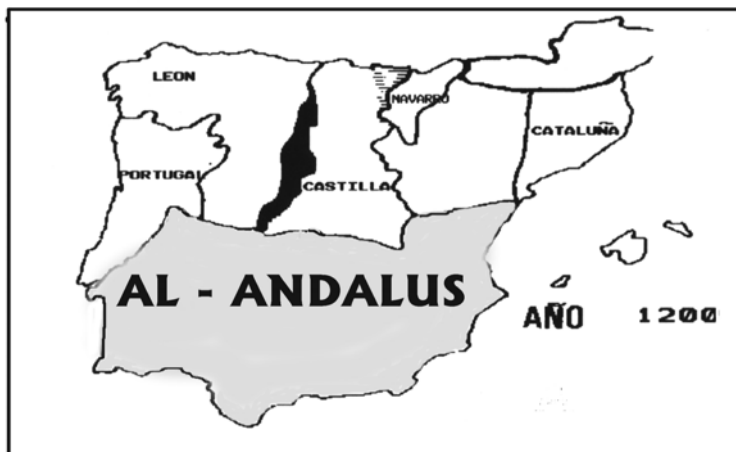 LEON
NAVARRO
CATALUÑA
PORTUGAL
CASTILLA
AL - ANDALUS
AÑO 1200